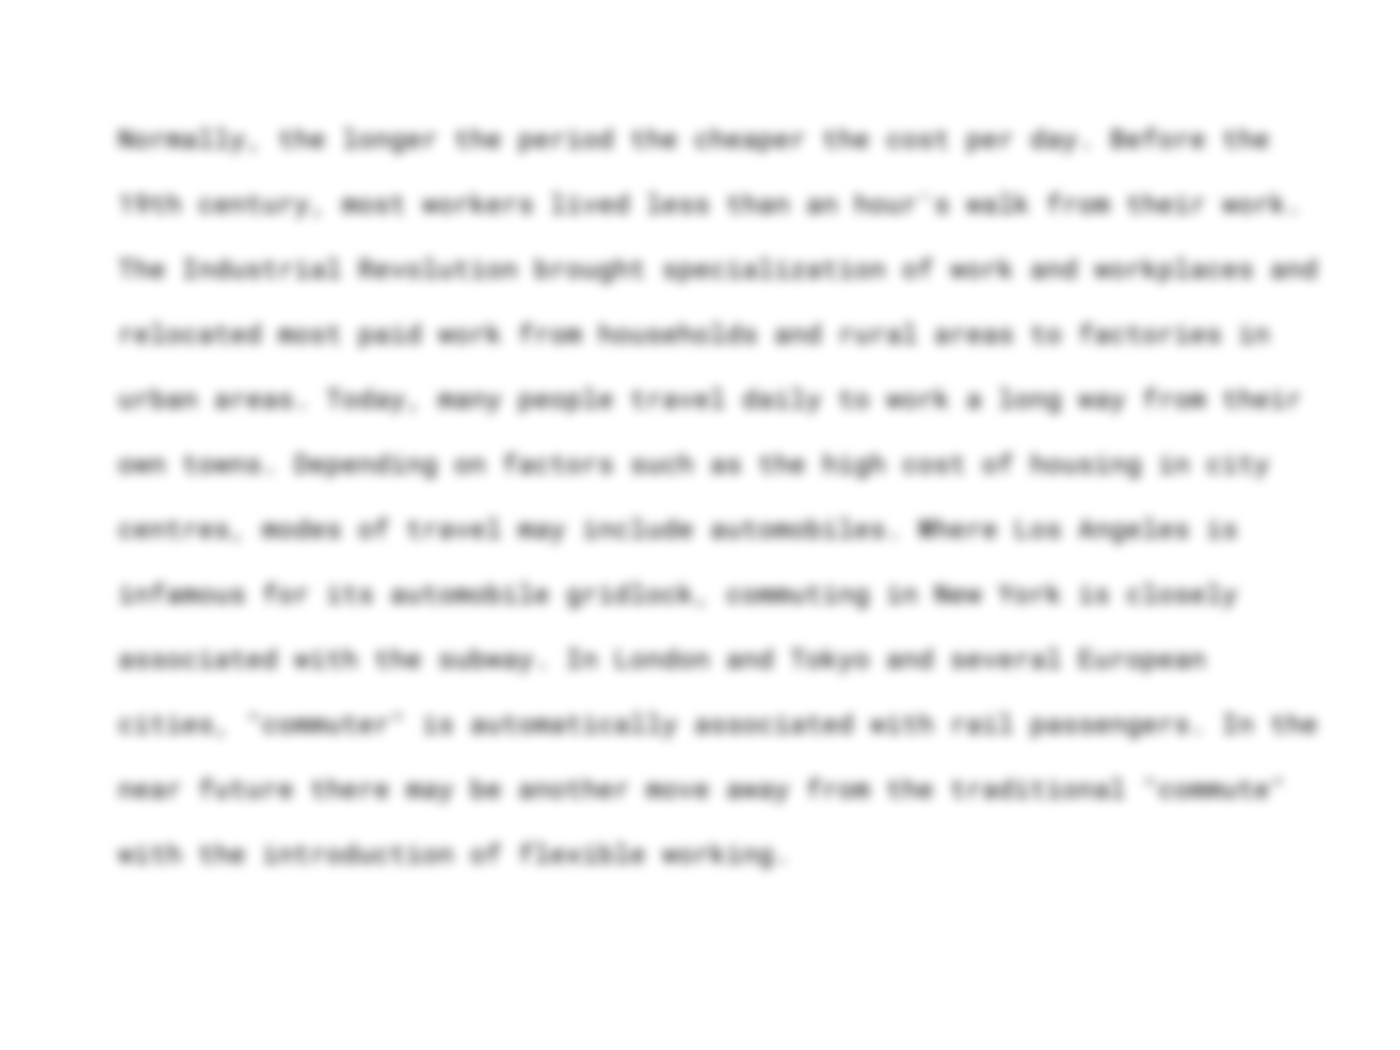 Normally, the longer the period the cheaper the cost per day. Before the
19th century, most workers lived less than an hour's walk from their work.
The Industrial Revolution brought specialization of work and workplaces and
relocated most paid work from households and rural areas to factories in
urban areas. Today, many people travel daily to work a long way from their
own towns. Depending on factors such as the high cost of housing in city
centres, modes of travel may include automobiles. Where Los Angeles is
infamous for its automobile gridlock, commuting in New York is closely
associated with the subway. In London and Tokyo and several European
cities, "commuter" is automatically associated with rail passengers. In the
near future there may be another move away from the traditional "commute"
with the introduction of flexible working.